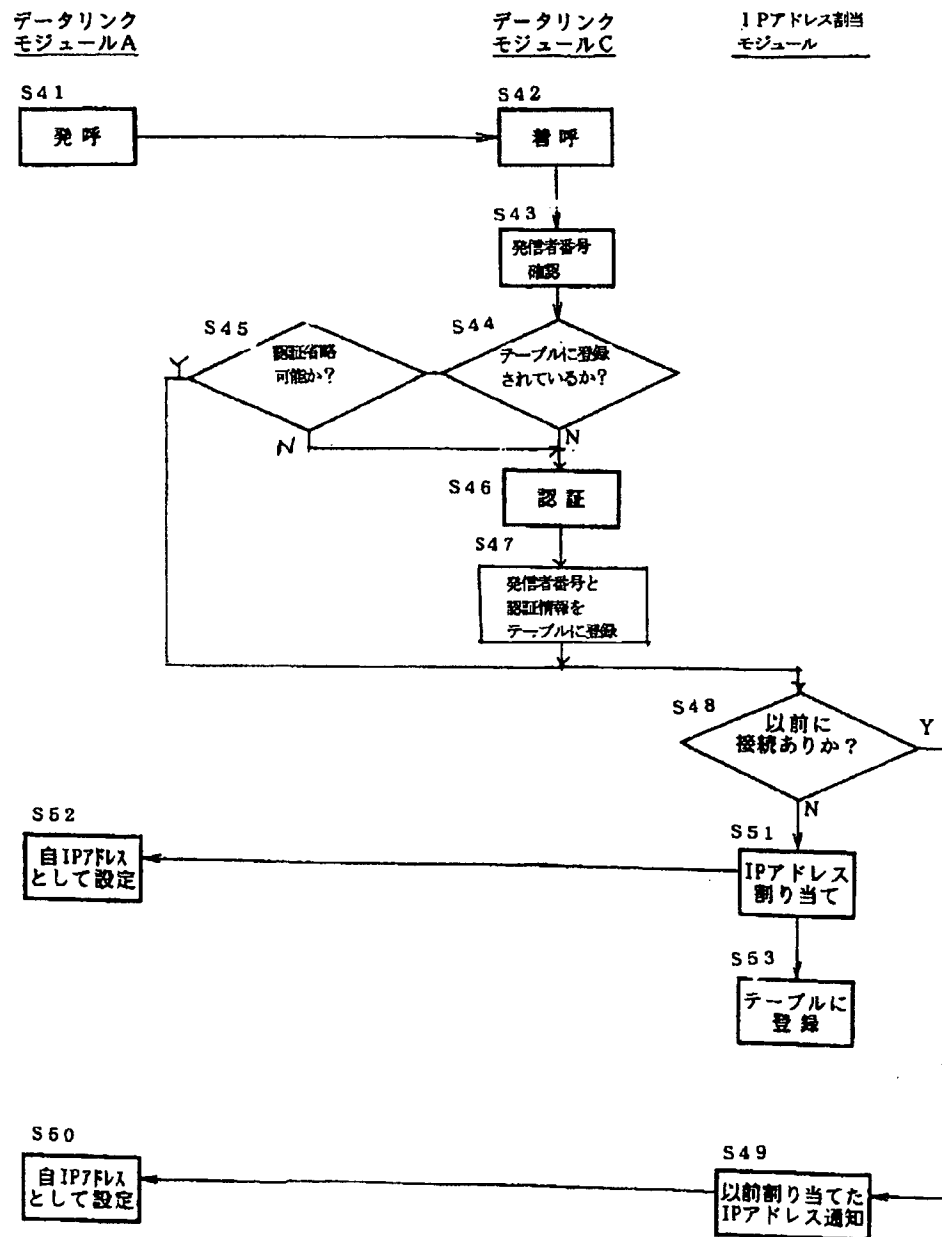 データリンク
モジュールA
データリンク
モジュールC
IPアドレス割当
モジュール
S41
発呼
S42
着呼
S43
発信者番号
確認
S45
認証省略
可能か？
Y
N
S44
テーブルに登録
されているか？
N
S46
認証
S47
発信者番号と
認証情報を
テーブルに登録
S48
以前に
接続ありか？
Y
N
S52
自IPアドレス
として設定
S51
IPアドレス
割り当て
S53
テーブルに
登録
S50
自IPアドレス
として設定
S49
以前割り当てた
IPアドレス通知